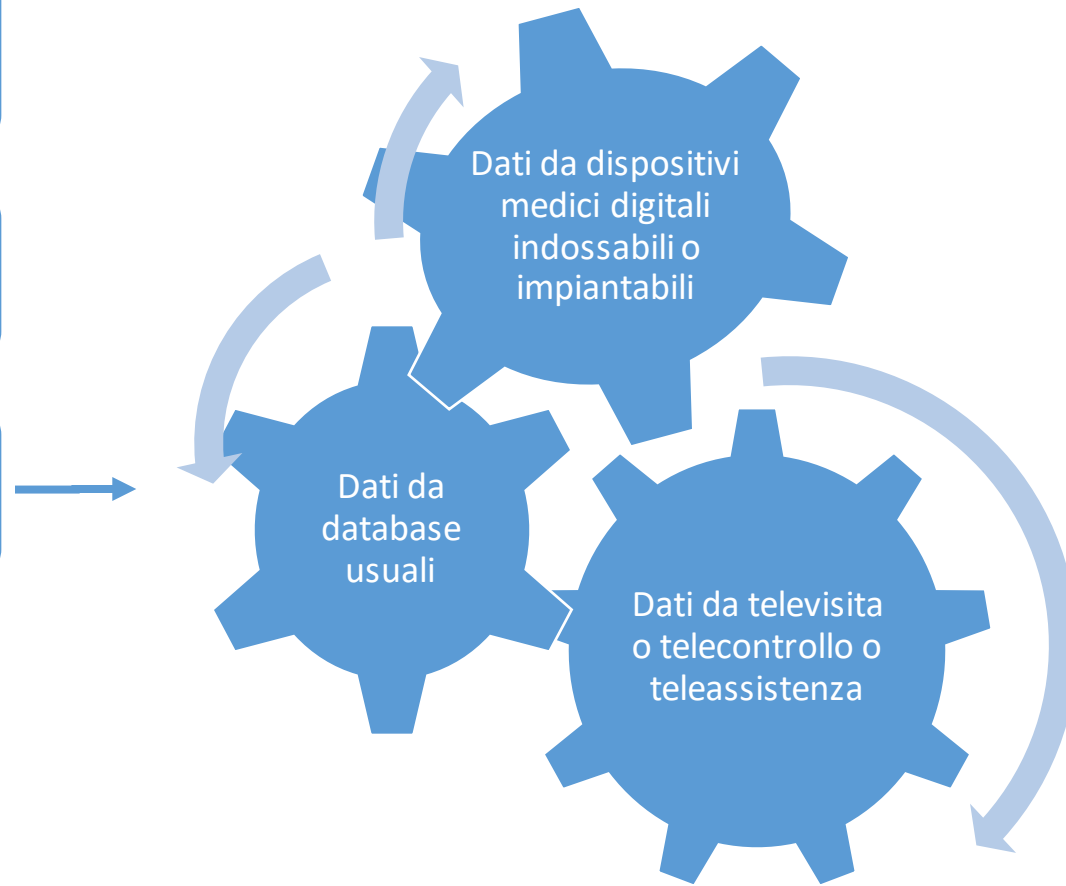 Dati da dispositivi
medici digitali
indossabili o
impiantabili
Dati da
database
usuali
Dati da televisita
o telecontrollo o
teleassistenza